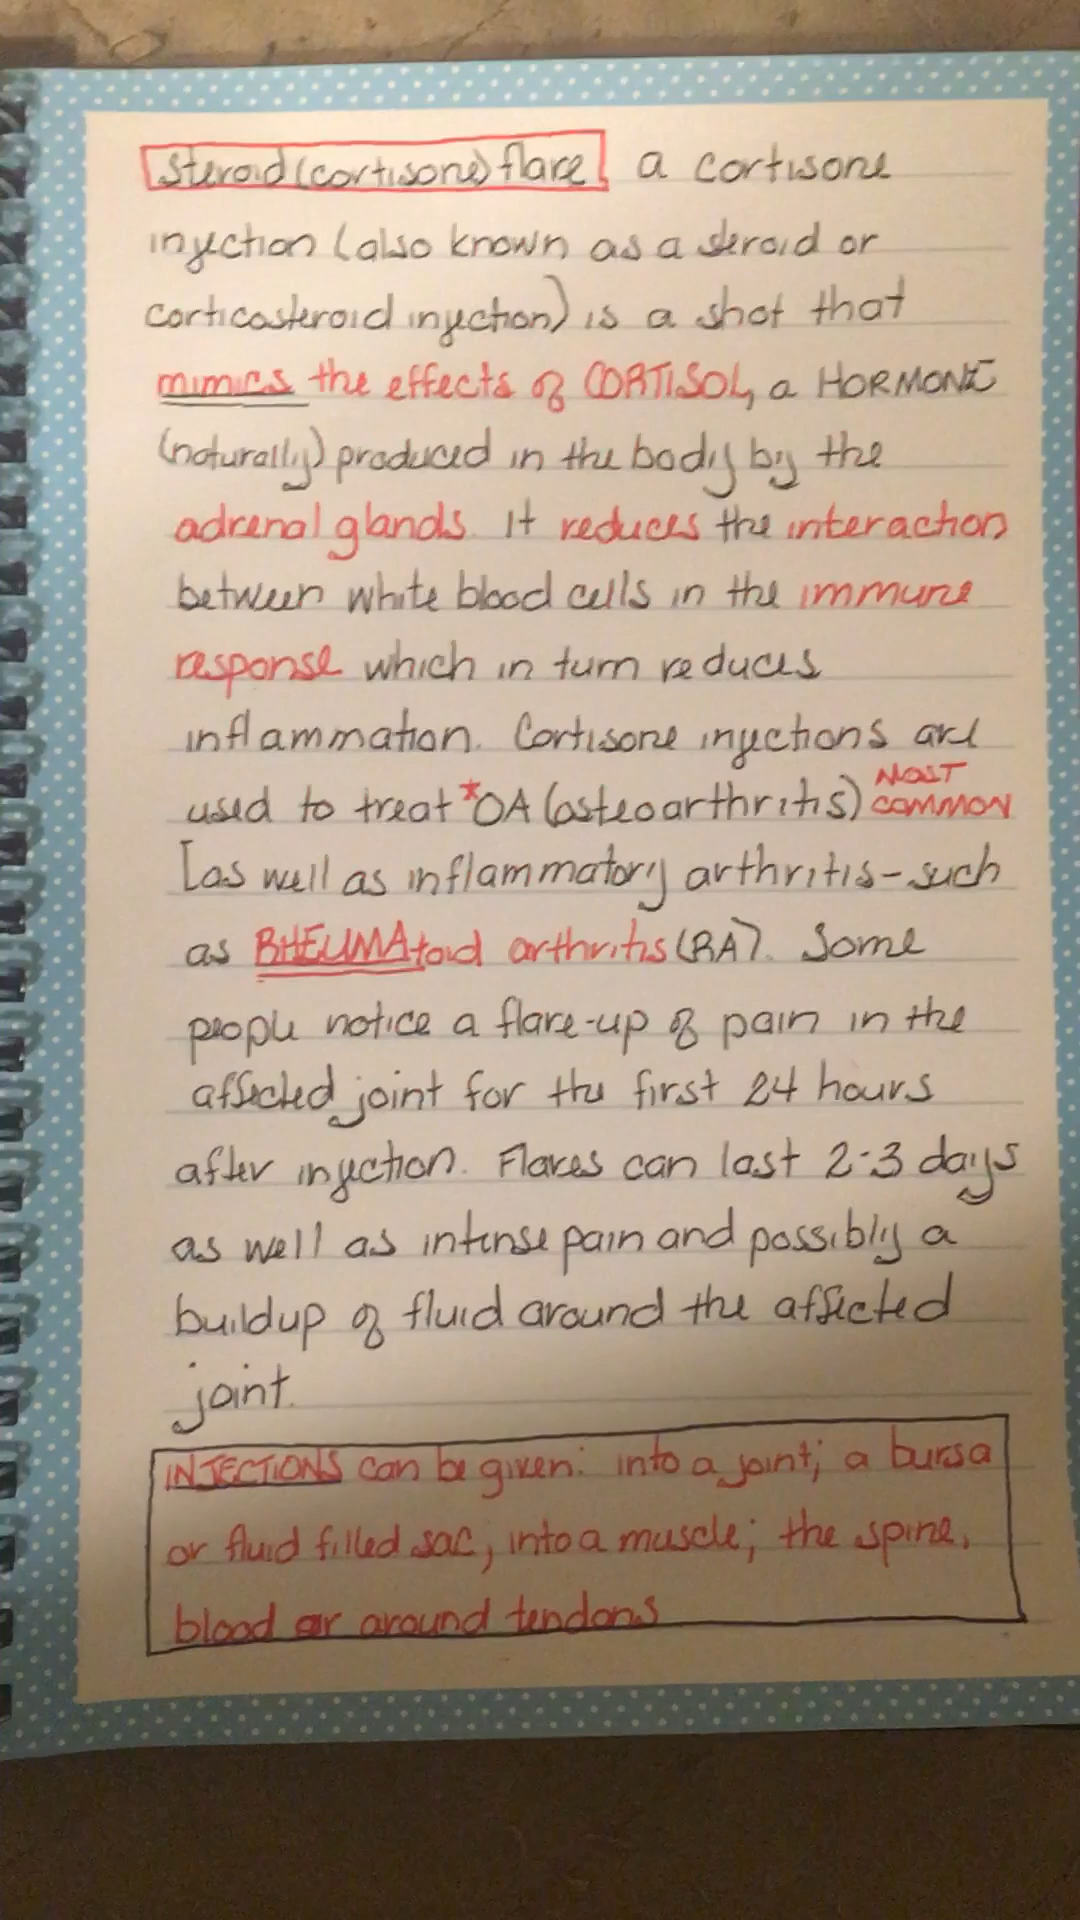 steroid (cortisone) flare a cortisone
injection (also known as a steroid or
corticosteroid injection) is a shot that
mimics the effects of CORTISOL, a HORMONE
(naturally) produced in the body by the
adrenal glands. It reduces the interaction
between white blood cells in the immune
response which in turn reduces
inflammation. Cortisone injections are
used to treat *OA (osteoarthritis) MOST COMMON
[as well as inflammatory arthritis - such
as RHEUMAtoid arthritis (RA)]. Some
people notice a flare-up of pain in the
affected joint for the first 24 hours
after injection. Flares can last 2-3 days
as well as intense pain and possibly a
buildup of fluid around the affected
joint.
INJECTIONS can be given: into a joint; a bursa
or fluid filled sac, into a muscle; the spine,
blood or around tendons